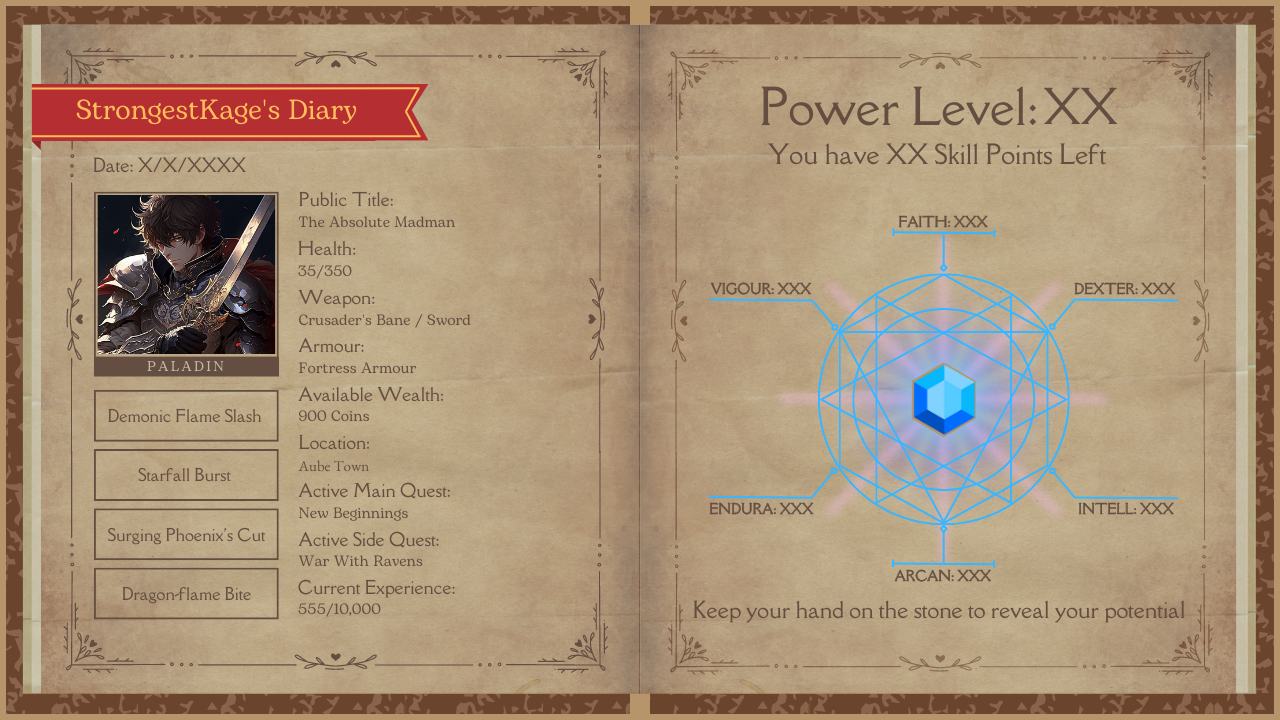 StrongestKage's Diary
Date: X/X/XXXX
PALADIN
Demonic Flame Slash
Starfall Burst
Surging Phoenix's Cut
Dragon-flame Bite
Public Title:
The Absolute Madman
Health:
35/350
Weapon:
Crusader's Bane / Sword
Armour:
Fortress Armour
Available Wealth:
900 Coins
Location:
Aube Town
Active Main Quest:
New Beginnings
Active Side Quest:
War With Ravens
Current Experience:
555/10,000
Power Level: XX
You have XX Skill Points Left
FAITH: XXX
VIGOUR: XXX
DEXTER: XXX
ENDURA: XXX
INTELL: XXX
ARCAN: XXX
Keep your hand on the stone to reveal your potential